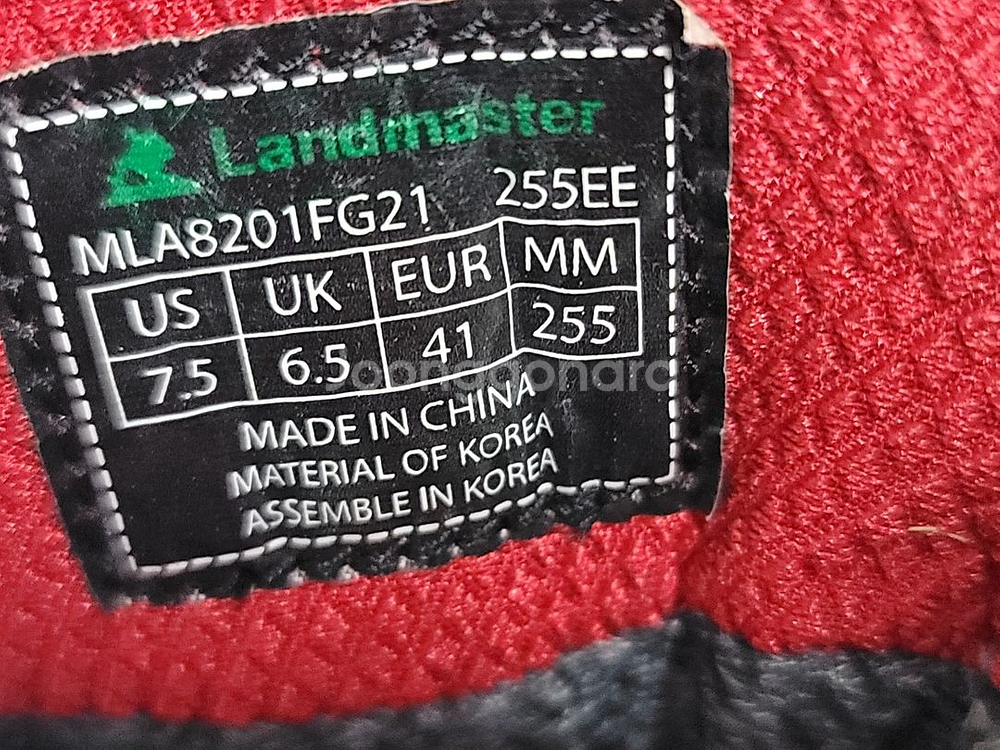 Landmaster
MLA8201FG21 255EE
US UK EUR MM
7.5 6.5 41 255
joongonara
MADE IN CHINA
MATERIAL OF KOREA
ASSEMBLE IN KOREA